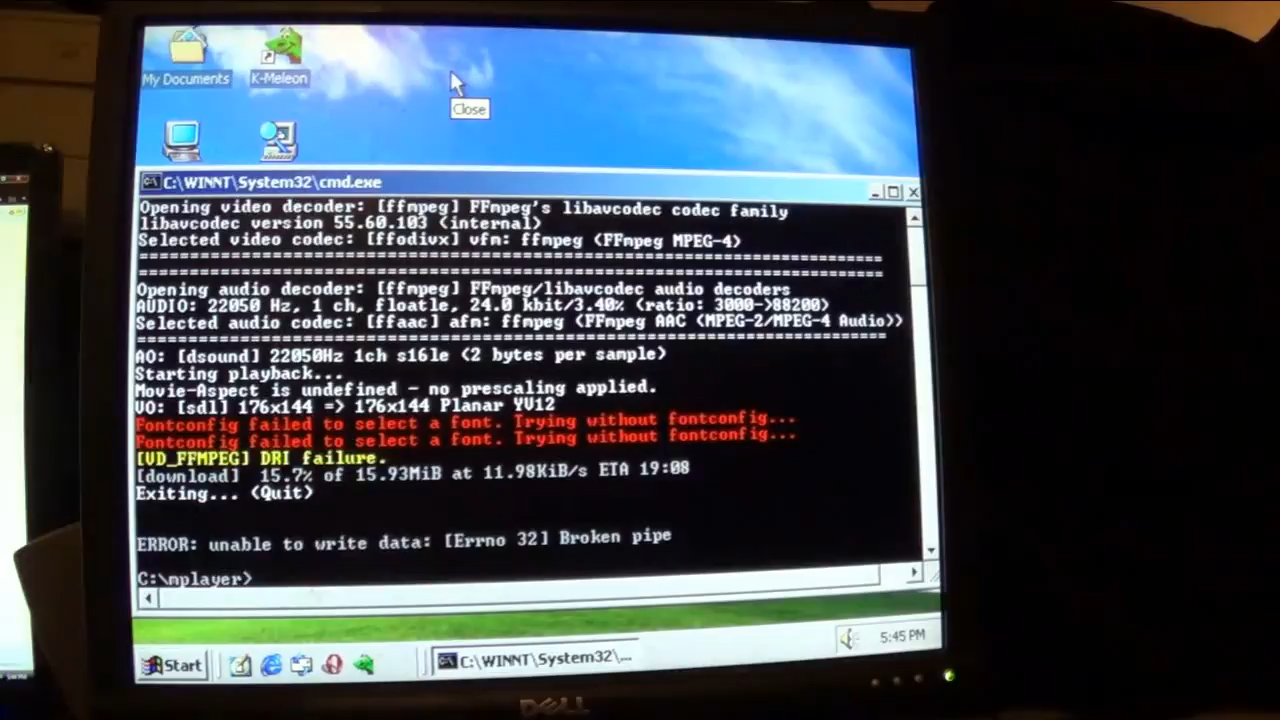 My Documents
K-Meleon
Close
C:\WINNT\System32\cmd.exe
Opening video decoder: [ffmpeg] FFmpeg's libavcodec codec family
libavcodec version 55.60.103 (internal)
Selected video codec: [ffodivx] vfm: ffmpeg (FFmpeg MPEG-4)
==========================================================================
==========================================================================
Opening audio decoder: [ffmpeg] FFmpeg/libavcodec audio decoders
AUDIO: 22050 Hz, 1 ch, floatle, 24.0 kbit/3.40% (ratio: 3000->88200)
Selected audio codec: [ffaac] afm: ffmpeg (FFmpeg AAC (MPEG-2/MPEG-4 Audio))
==========================================================================
AO: [dsound] 22050Hz 1ch s16le (2 bytes per sample)
Starting playback...
Movie-Aspect is undefined - no prescaling applied.
VO: [sdl] 176x144 => 176x144 Planar YV12
Fontconfig failed to select a font. Trying without fontconfig...
Fontconfig failed to select a font. Trying without fontconfig...
[VD_FFMPEG] DRI failure.
[download] 15.7% of 15.93MiB at 11.98KiB/s ETA 19:08
Exiting... (Quit)
ERROR: unable to write data: [Errno 32] Broken pipe
C:\mplayer>
Start
C:\WINNT\System32\...
5:45 PM
DELL